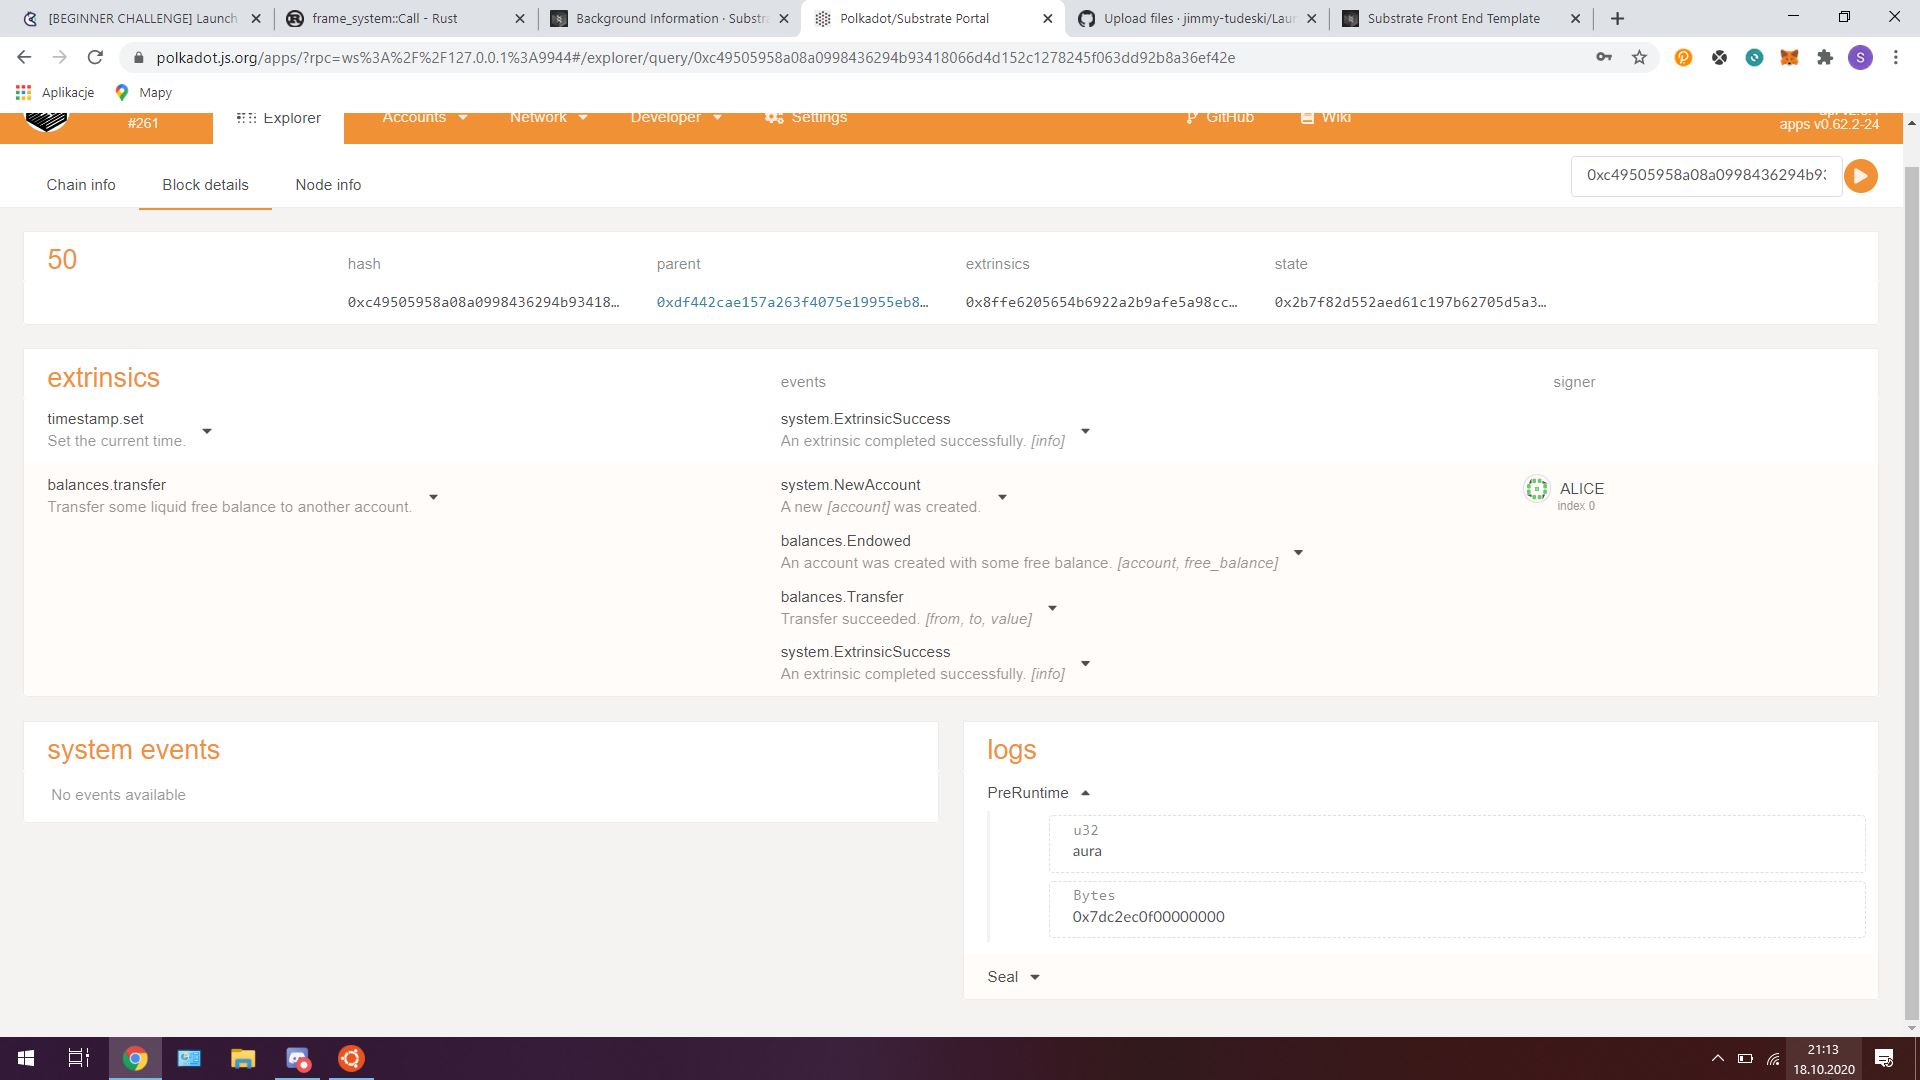 [BEGINNER CHALLENGE] Launch
frame_system::Call - Rust
Background Information · Substra
Polkadot/Substrate Portal
Upload files · jimmy-tudeski/Laun
Substrate Front End Template
polkadot.js.org/apps/?rpc=ws%3A%2F%2F127.0.0.1%3A9944#/explorer/query/0xc49505958a08a0998436294b93418066d4d152c1278245f063dd92b8a36ef42e
S
Aplikacje
Mapy
#261
Explorer
Accounts
Network
Developer
Settings
GitHub
Wiki
apps v0.62.2-24
Chain info
Block details
Node info
0xc49505958a08a0998436294b93
50
hash
parent
extrinsics
state
0xc49505958a08a0998436294b93418…
0xdf442cae157a263f4075e19955eb8…
0x8ffe6205654b6922a2b9afe5a98cc…
0x2b7f82d552aed61c197b62705d5a3…
extrinsics
events
signer
timestamp.set
Set the current time.
system.ExtrinsicSuccess
An extrinsic completed successfully. [info]
balances.transfer
Transfer some liquid free balance to another account.
system.NewAccount
A new [account] was created.
ALICE
index 0
balances.Endowed
An account was created with some free balance. [account, free_balance]
balances.Transfer
Transfer succeeded. [from, to, value]
system.ExtrinsicSuccess
An extrinsic completed successfully. [info]
system events
No events available
logs
PreRuntime
u32
aura
Bytes
0x7dc2ec0f00000000
Seal
21:13
18.10.2020